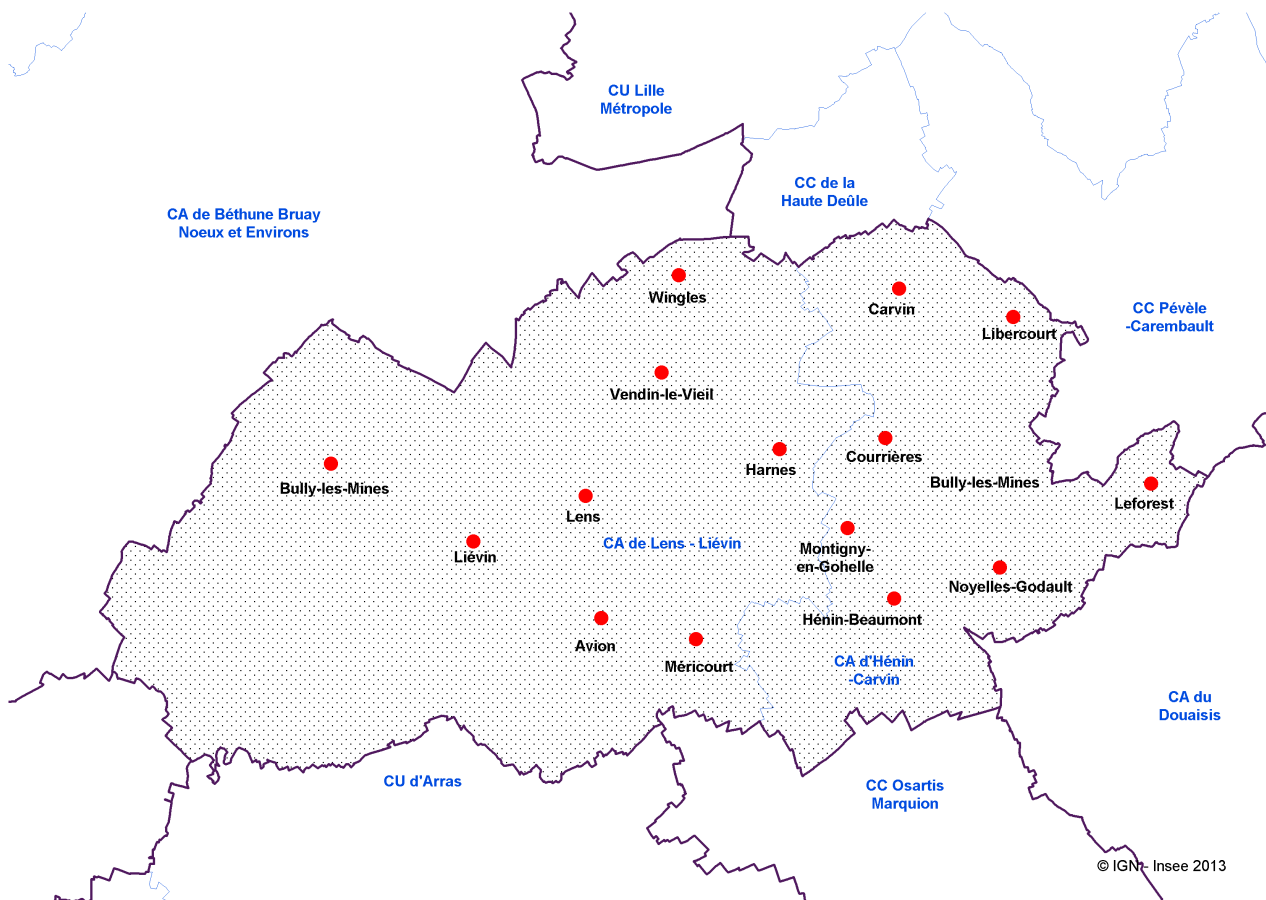 CU Lille
Métropole
CC de la
Haute Deûle
CA de Béthune Bruay
Noeux et Environs
Wingles
Carvin
CC Pévèle
-Carembault
Libercourt
Vendin-le-Vieil
Courrières
Harnes
Bully-les-Mines
Bully-les-Mines
Leforest
Lens
CA de Lens - Liévin
Liévin
Montigny-
en-Gohelle
Noyelles-Godault
Hénin-Beaumont
Avion
Méricourt
CA d'Hénin
-Carvin
CA du
Douaisis
CU d'Arras
CC Osartis
Marquion
© IGN - Insee 2013